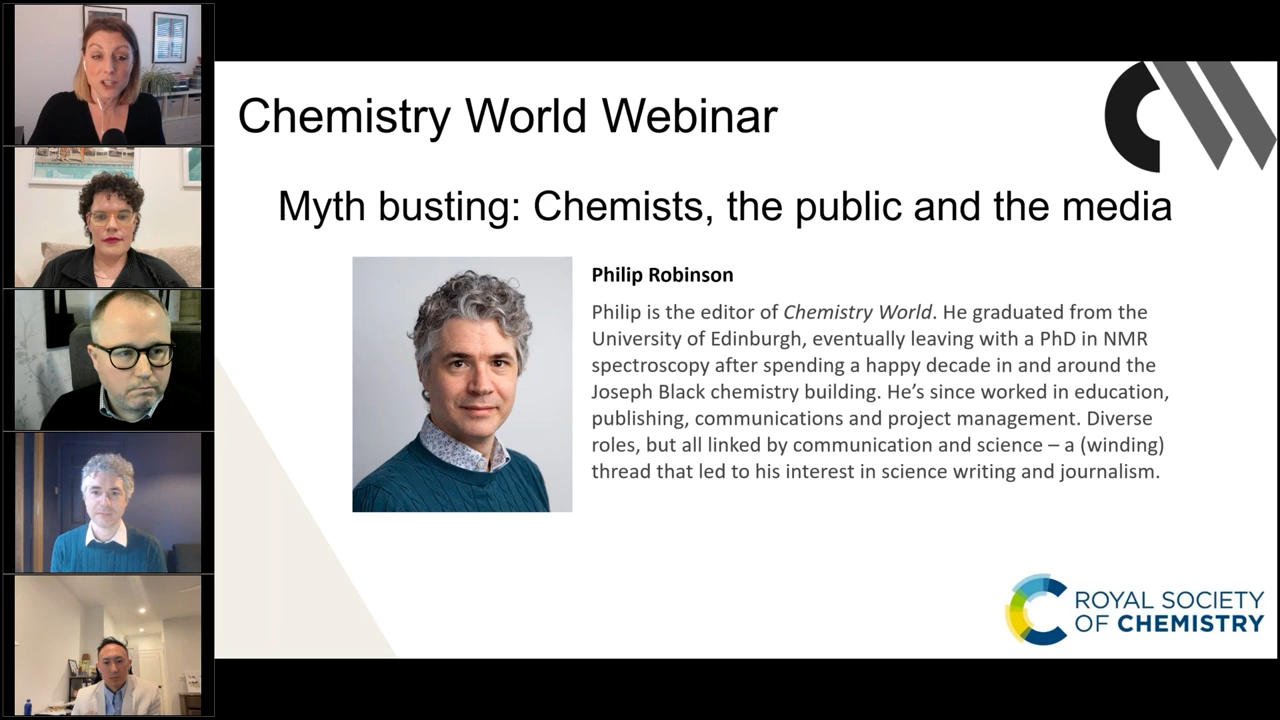 Chemistry World Webinar
Myth busting: Chemists, the public and the media
Philip Robinson
Philip is the editor of Chemistry World. He graduated from the
University of Edinburgh, eventually leaving with a PhD in NMR
spectroscopy after spending a happy decade in and around the
Joseph Black chemistry building. He’s since worked in education,
publishing, communications and project management. Diverse
roles, but all linked by communication and science – a (winding)
thread that led to his interest in science writing and journalism.
ROYAL SOCIETY
OF CHEMISTRY